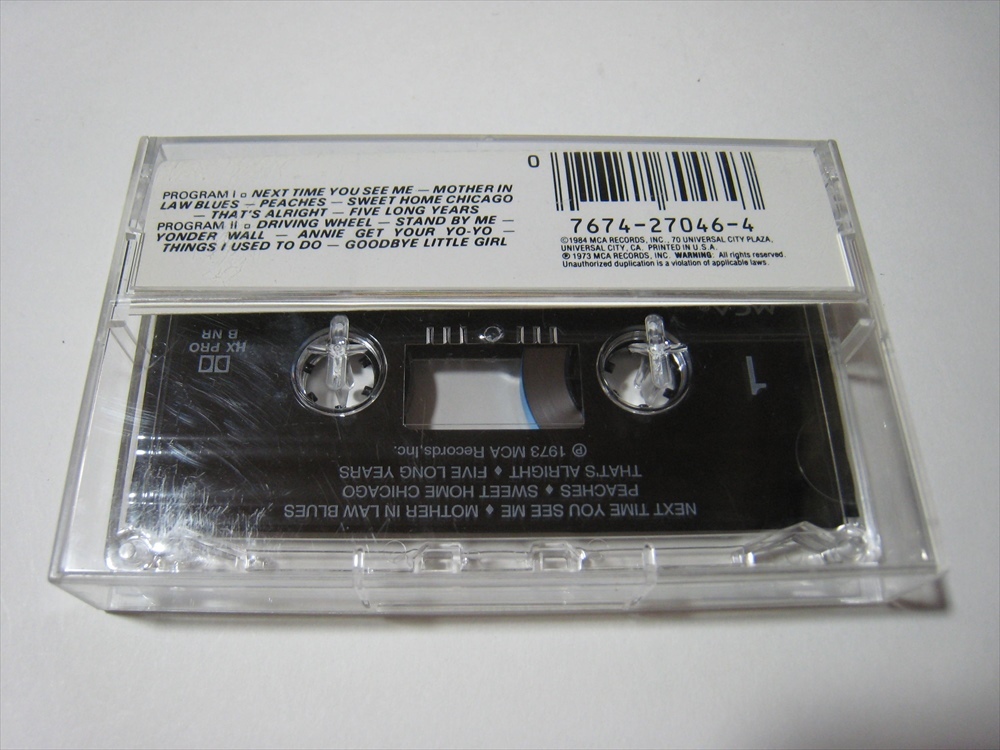 PROGRAM I ▫ NEXT TIME YOU SEE ME — MOTHER IN
LAW BLUES — PEACHES — SWEET HOME CHICAGO
— THAT'S ALRIGHT — FIVE LONG YEARS
PROGRAM II ▫ DRIVING WHEEL — STAND BY ME —
YONDER WALL — ANNIE GET YOUR YO-YO —
THINGS I USED TO DO — GOODBYE LITTLE GIRL
0
7674-27046-4
©1984 MCA RECORDS, INC., 70 UNIVERSAL CITY PLAZA,
UNIVERSAL CITY, CA. PRINTED IN U.S.A.
℗ 1973 MCA RECORDS, INC. WARNING: All rights reserved.
Unauthorized duplication is a violation of applicable laws.
MCA
1
HX PRO
B NR
℗ 1973 MCA Records,Inc.
NEXT TIME YOU SEE ME ♦ MOTHER IN LAW BLUES
PEACHES ♦ SWEET HOME CHICAGO
THAT'S ALRIGHT ♦ FIVE LONG YEARS